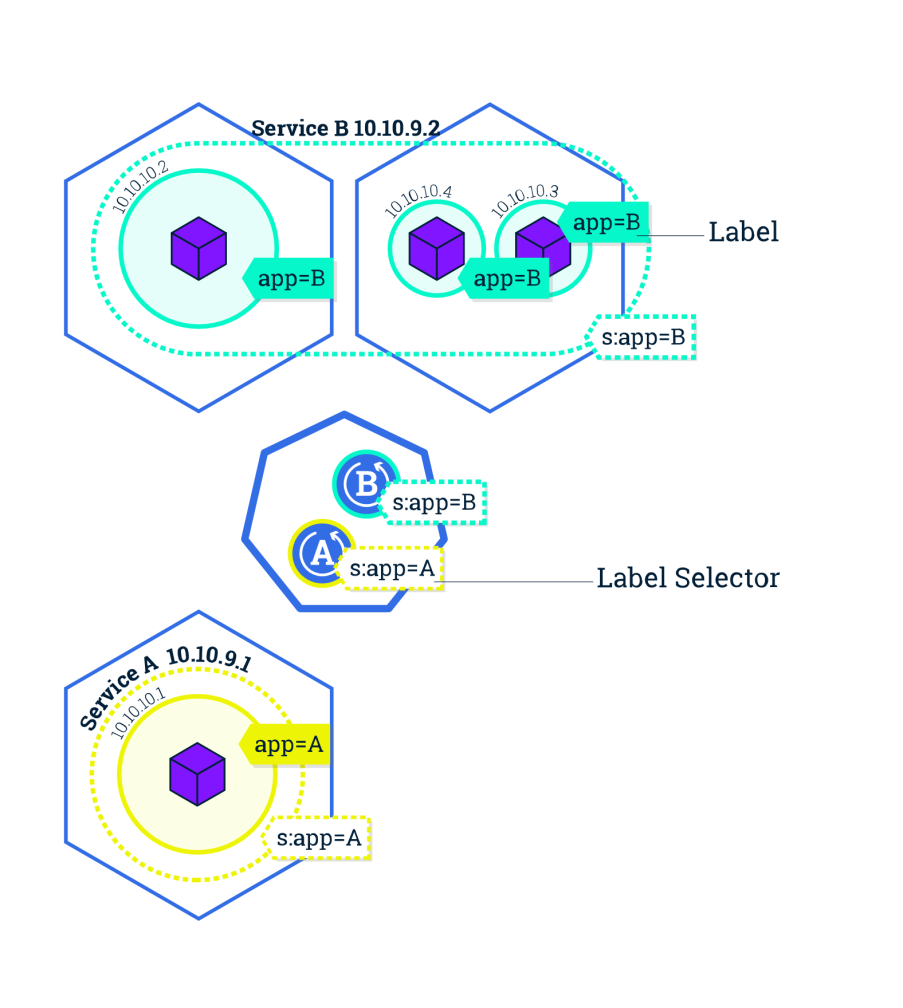 Service B 10.10.9.2
10.10.10.2
10.10.10.4
10.10.10.3
app=B
app=B
app=B
Label
s:app=B
B
s:app=B
A
s:app=A
Label Selector
Service A 10.10.9.1
10.10.10.1
app=A
s:app=A